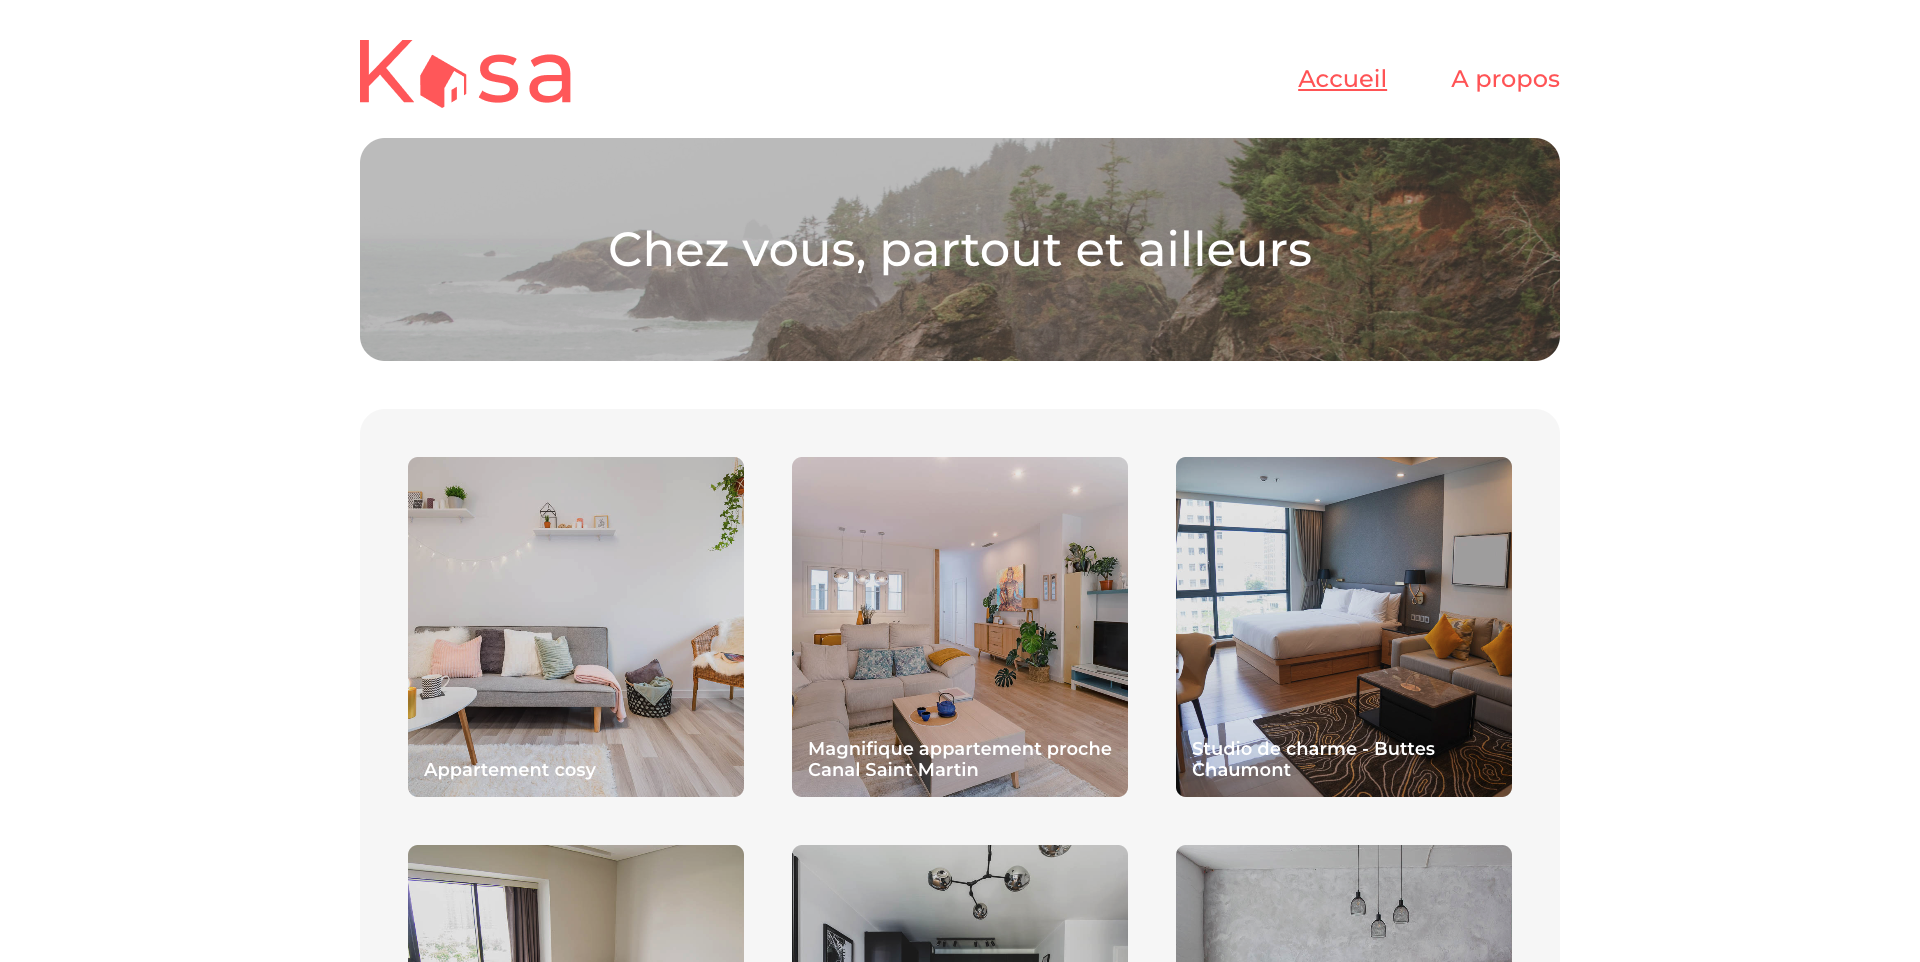 Kasa
Accueil
A propos
Chez vous, partout et ailleurs
Appartement cosy
Magnifique appartement proche
Canal Saint Martin
Studio de charme - Buttes
Chaumont